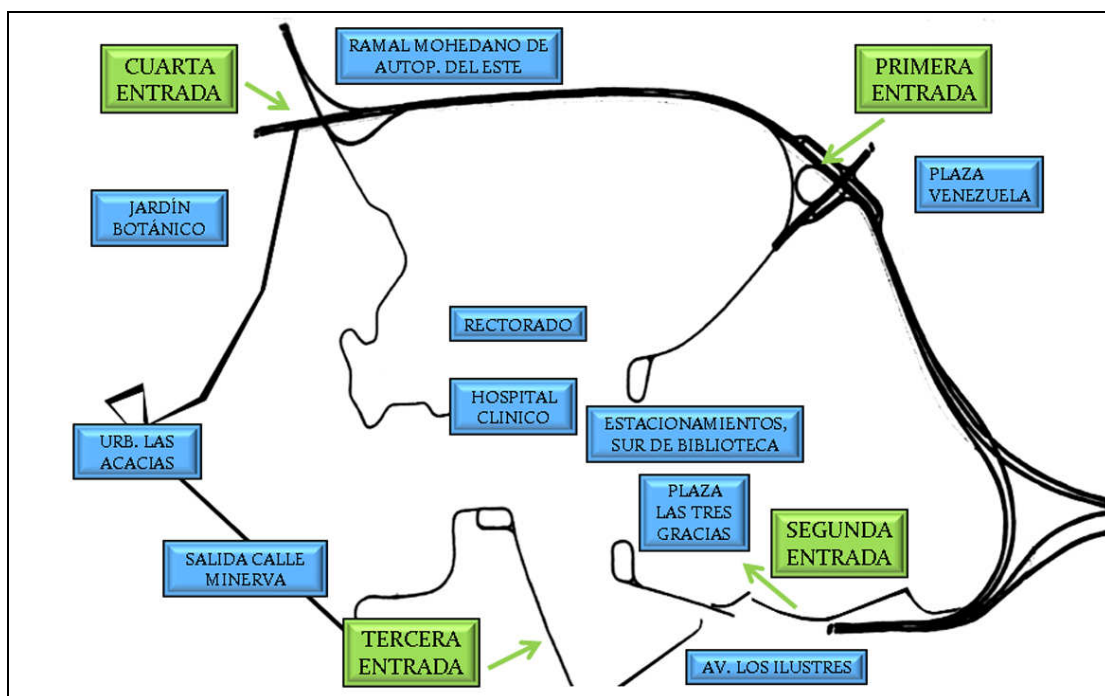 RAMAL MOHEDANO DE
AUTOP. DEL ESTE
CUARTA
ENTRADA
PRIMERA
ENTRADA
PLAZA
VENEZUELA
JARDÍN
BOTÁNICO
RECTORADO
HOSPITAL
CLINICO
ESTACIONAMIENTOS,
SUR DE BIBLIOTECA
URB. LAS
ACACIAS
PLAZA
LAS TRES
GRACIAS
SEGUNDA
ENTRADA
SALIDA CALLE
MINERVA
TERCERA
ENTRADA
AV. LOS ILUSTRES